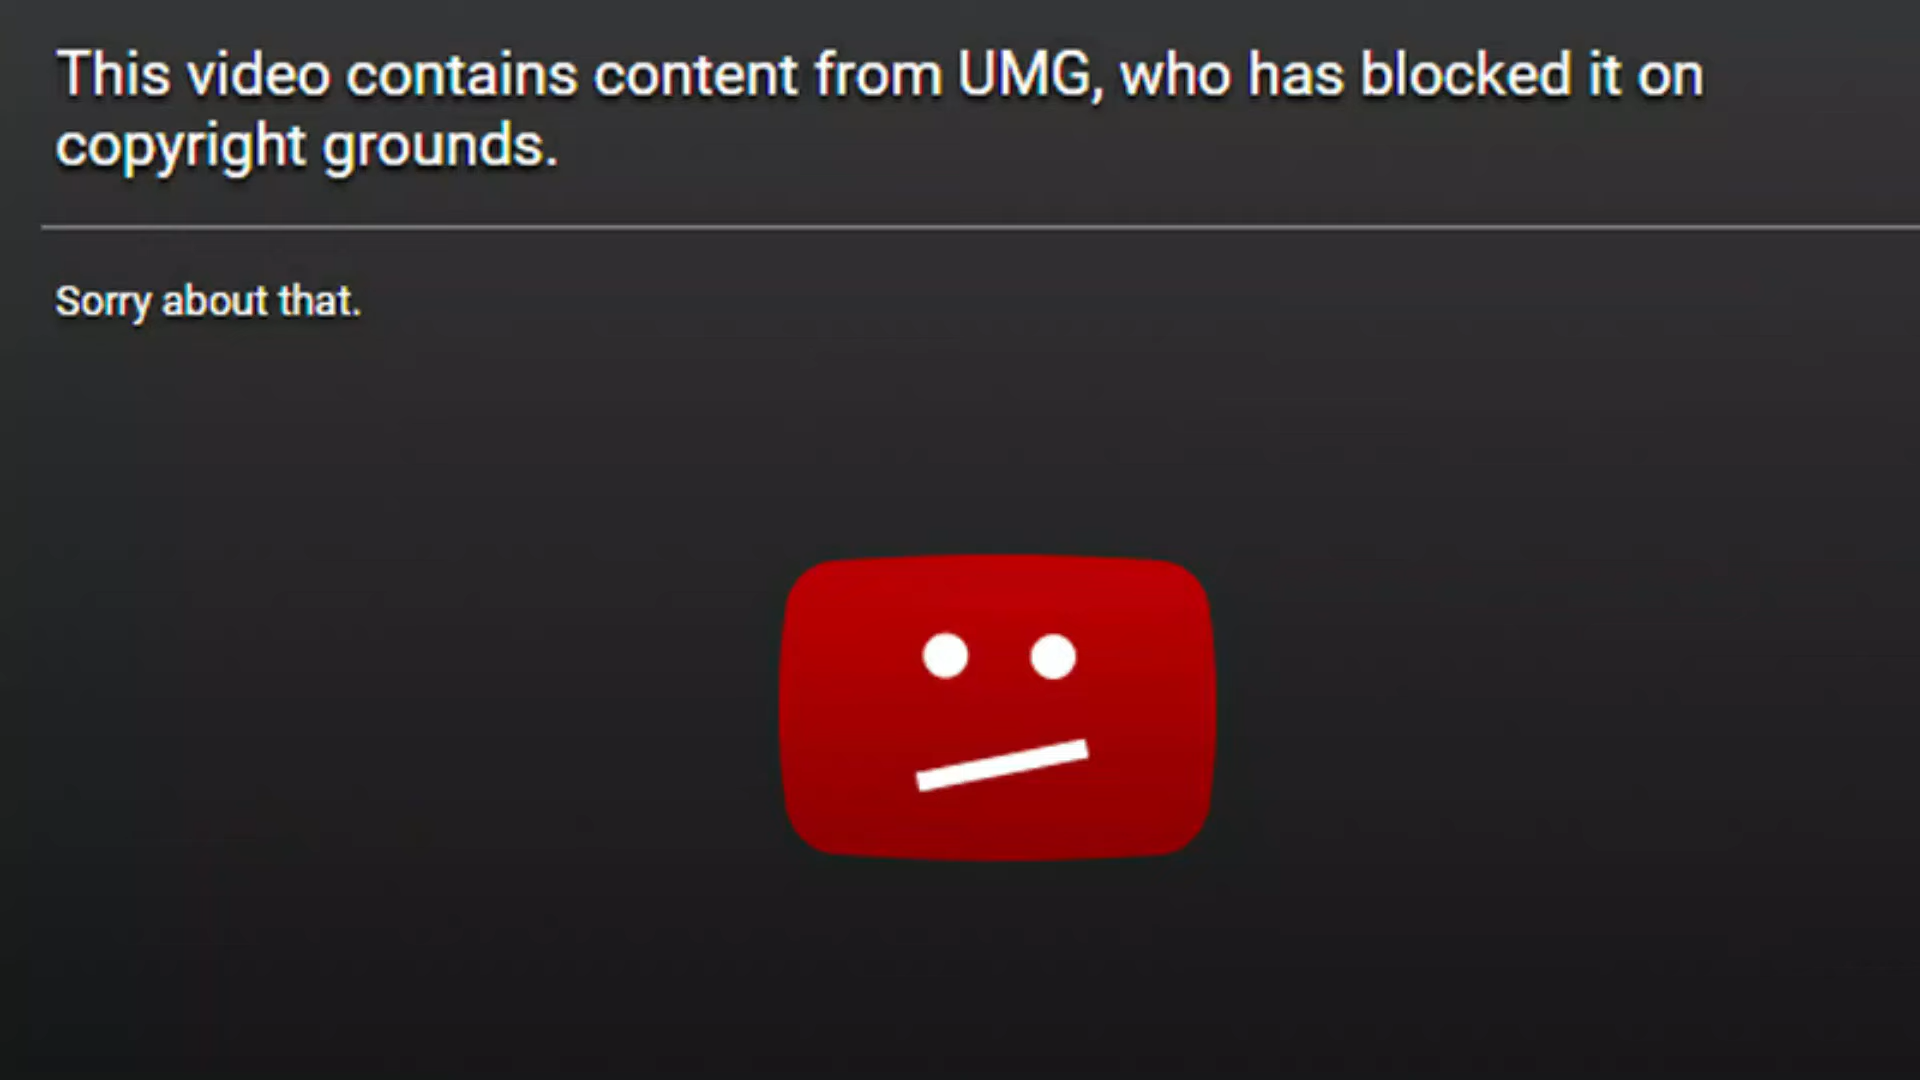 This video contains content from UMG, who has blocked it on
copyright grounds.
Sorry about that.